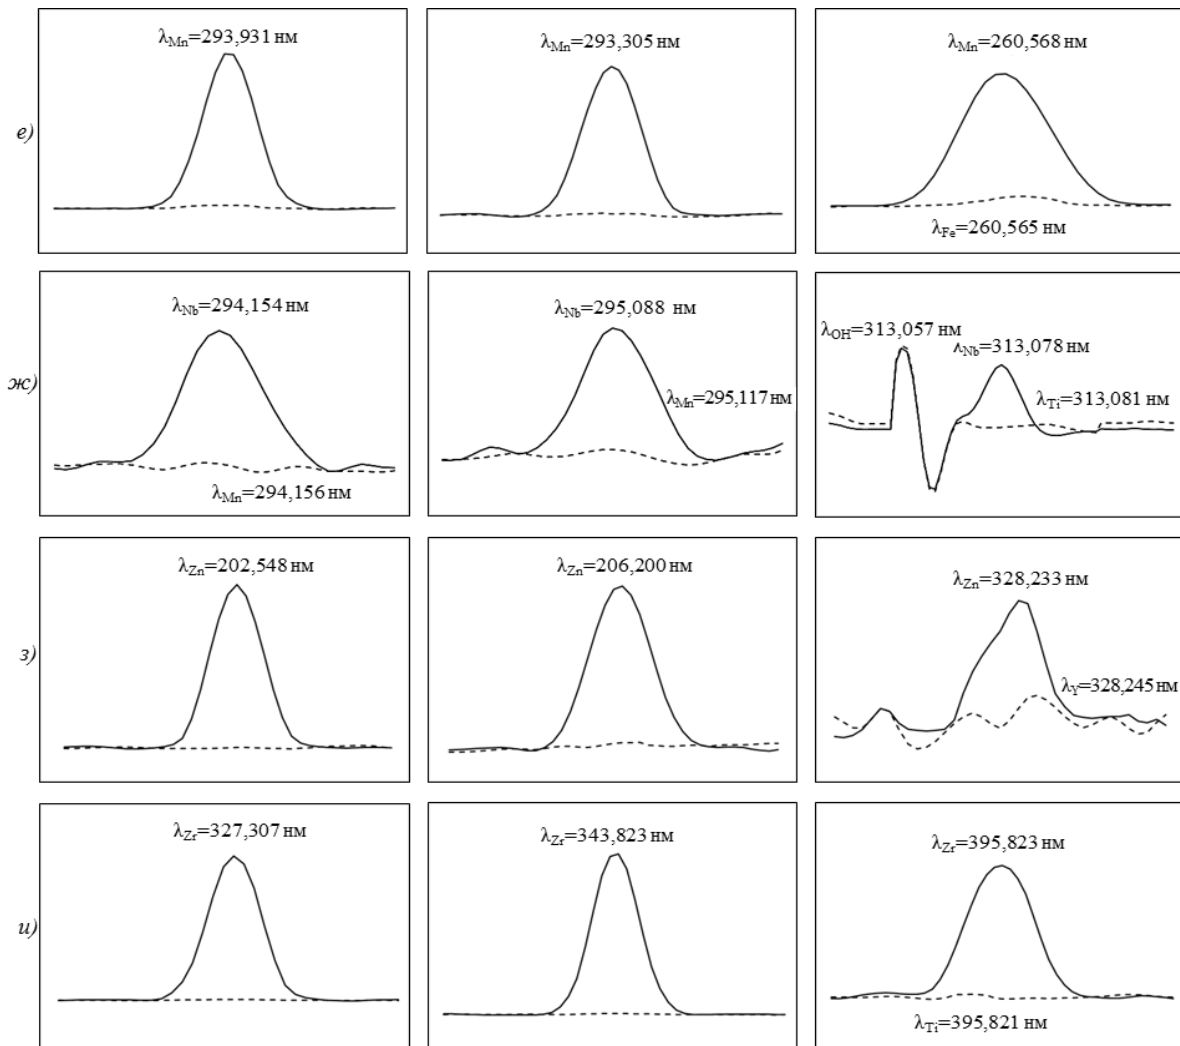 λMn=293,931 нм
λMn=293,305 нм
λMn=260,568 нм
е)
λFe=260,565 нм
λNb=294,154 нм
λNb=295,088 нм
λOH=313,057 нм
λNb=313,078 нм
ж)
λMn=295,117 нм
λTi=313,081 нм
λMn=294,156 нм
λZn=202,548 нм
λZn=206,200 нм
λZn=328,233 нм
з)
λY=328,245 нм
λZr=327,307 нм
λZr=343,823 нм
λZr=395,823 нм
и)
λTi=395,821 нм